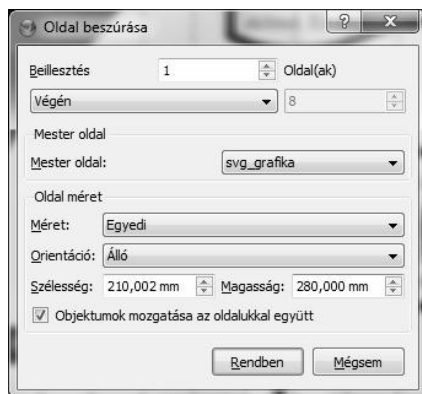 Oldal beszúrása
Beillesztés 1 Oldal(ak)
Végén 8
Mester oldal
Mester oldal: svg_grafika
Oldal méret
Méret: Egyedi
Orientáció: Álló
Szélesség: 210,002 mm Magasság: 280,000 mm
Objektumok mozgatása az oldalukkal együtt
Rendben Mégsem